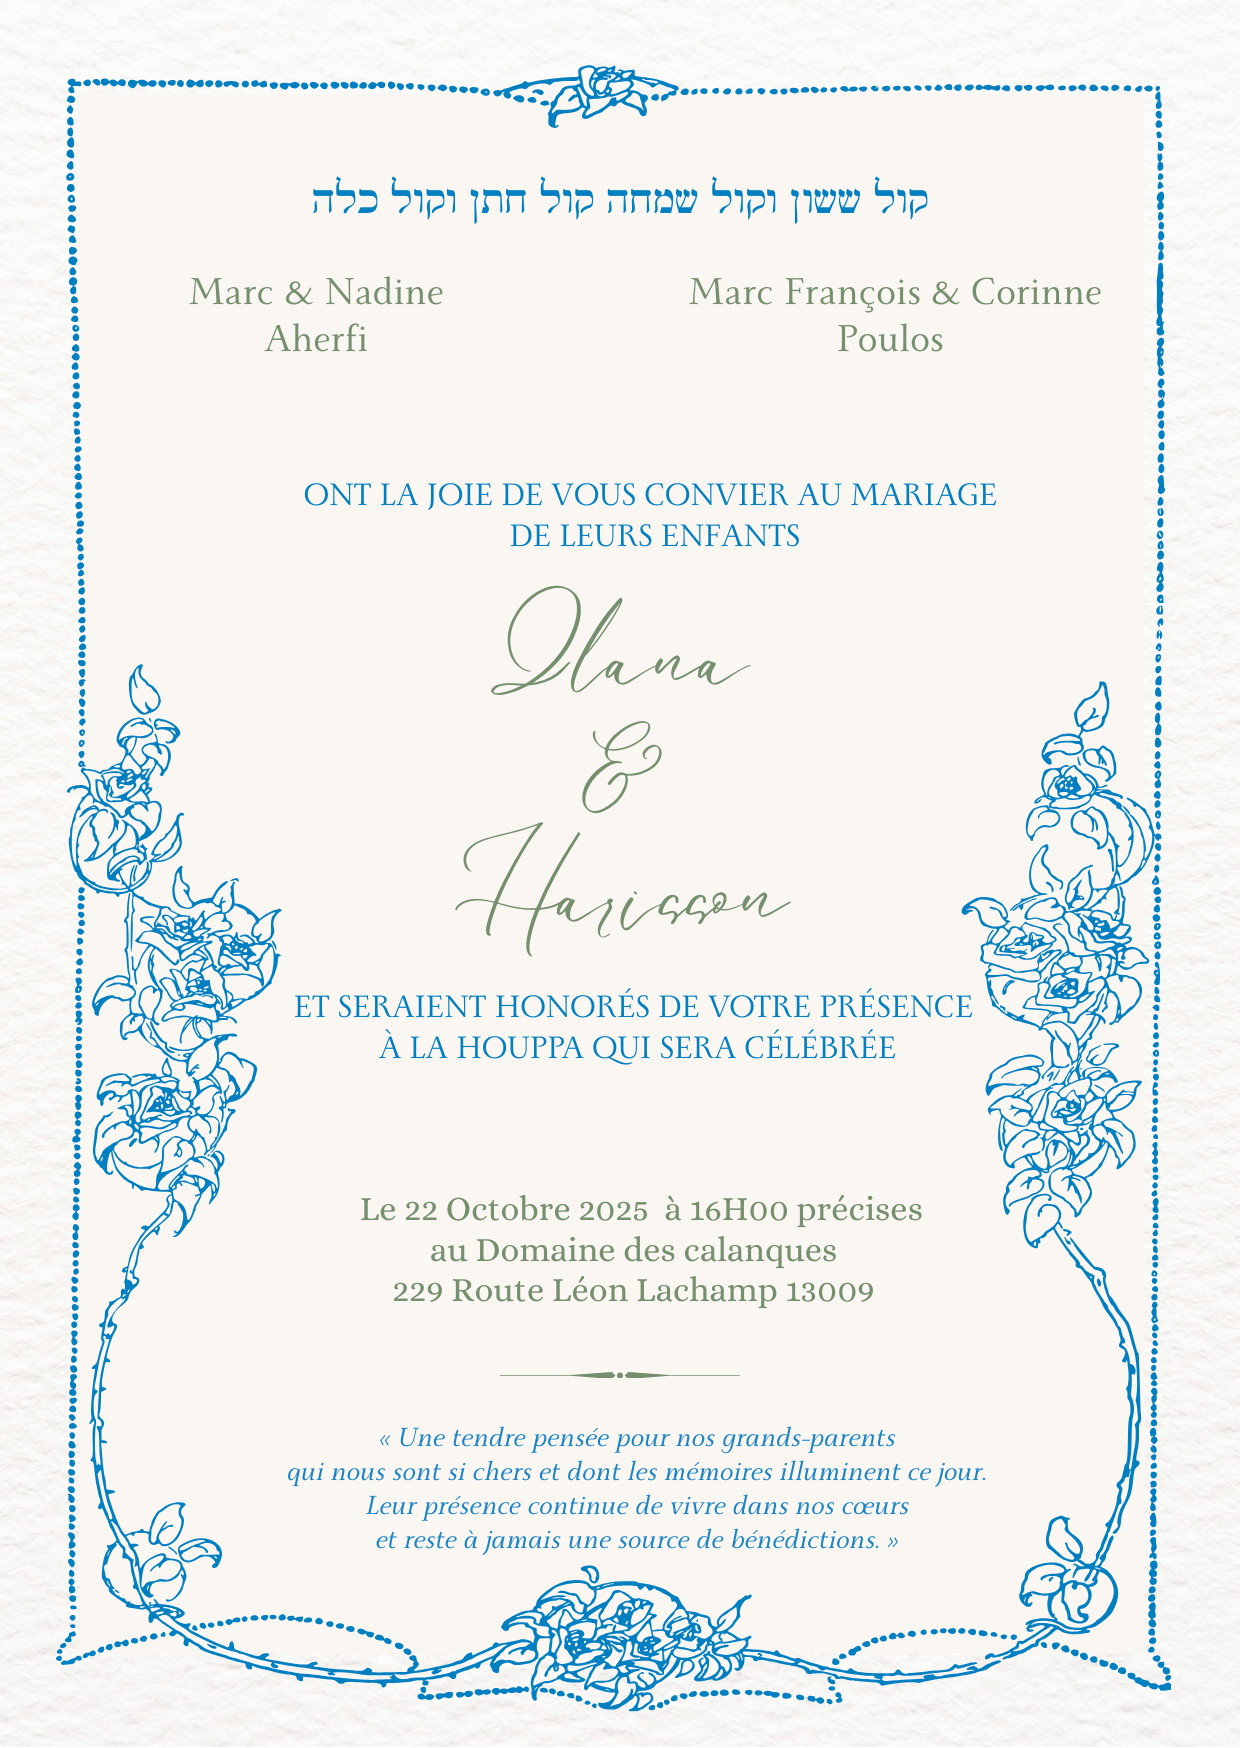 קול ששון וקול שמחה קול חתן וקול כלה
Marc & Nadine
Aherfi
Marc François & Corinne
Poulos
ONT LA JOIE DE VOUS CONVIER AU MARIAGE
DE LEURS ENFANTS
Ilana
&
Harisson
ET SERAIENT HONORÉS DE VOTRE PRÉSENCE
À LA HOUPPA QUI SERA CÉLÉBRÉE
Le 22 Octobre 2025 à 16H00 précises
au Domaine des calanques
229 Route Léon Lachamp 13009
« Une tendre pensée pour nos grands-parents
qui nous sont si chers et dont les mémoires illuminent ce jour.
Leur présence continue de vivre dans nos cœurs
et reste à jamais une source de bénédictions. »